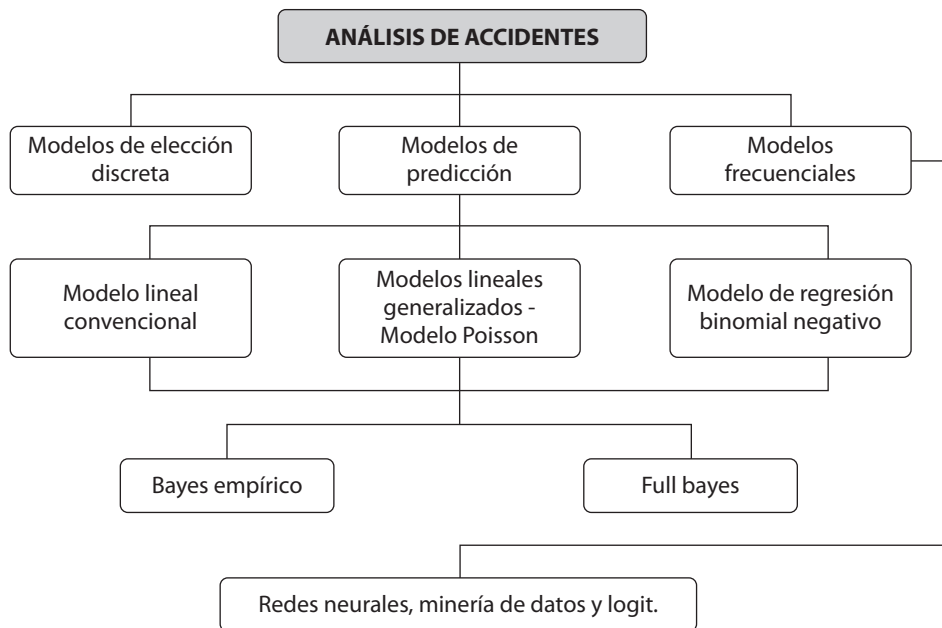 ANÁLISIS DE ACCIDENTES
Modelos de elección
discreta
Modelos de
predicción
Modelos
frecuenciales
Modelo lineal
convencional
Modelos lineales
generalizados -
Modelo Poisson
Modelo de regresión
binomial negativo
Bayes empírico
Full bayes
Redes neurales, minería de datos y logit.